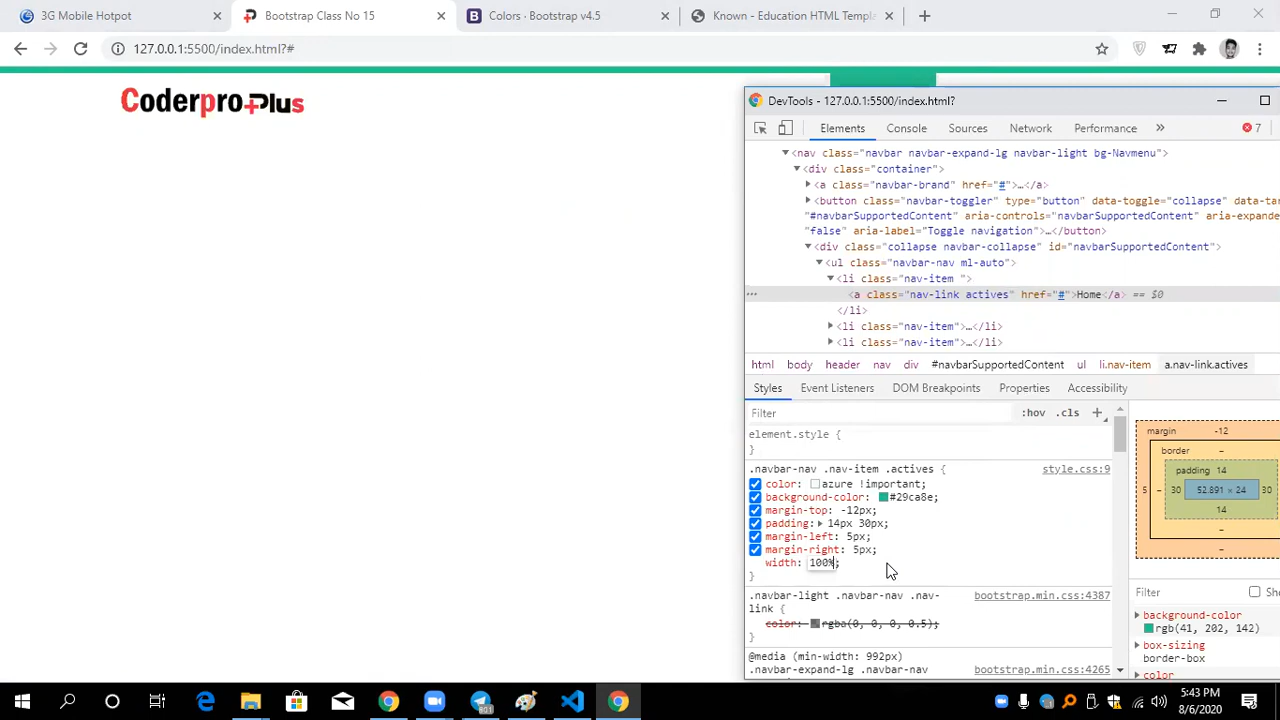 3G Mobile Hotpot
Bootstrap Class No 15
Colors · Bootstrap v4.5
Known - Education HTML Templ
127.0.0.1:5500/index.html?#
Coderpro Plus
DevTools - 127.0.0.1:5500/index.html?
Elements Console Sources Network Performance » 7
<nav class="navbar navbar-expand-lg navbar-light bg-Navmenu">
<div class="container">
<a class="navbar-brand" href="#">…</a>
<button class="navbar-toggler" type="button" data-toggle="collapse" data-tar
"#navbarSupportedContent" aria-controls="navbarSupportedContent" aria-expande
"false" aria-label="Toggle navigation">…</button>
<div class="collapse navbar-collapse" id="navbarSupportedContent">
<ul class="navbar-nav ml-auto">
<li class="nav-item ">
… <a class="nav-link actives" href="#">Home</a> == $0
</li>
<li class="nav-item">…</li>
<li class="nav-item">…</li>
html body header nav div #navbarSupportedContent ul li.nav-item a.nav-link.actives
Styles Event Listeners DOM Breakpoints Properties Accessibility
Filter :hov .cls +
element.style {
}
.navbar-nav .nav-item .actives { style.css:9
color: azure !important;
background-color: #29ca8e;
margin-top: -12px;
padding: 14px 30px;
margin-left: 5px;
margin-right: 5px;
width: 100%;
}
.navbar-light .navbar-nav .nav- bootstrap.min.css:4387
link {
color: rgba(0, 0, 0, 0.5);
}
@media (min-width: 992px)
.navbar-expand-lg .navbar-nav bootstrap.min.css:4265
margin -12
border -
padding 14
5 - 30 52.891 × 24 30 - 5
14
-
-
Filter Sho
background-color
rgb(41, 202, 142)
box-sizing
border-box
color
5:43 PM
8/6/2020